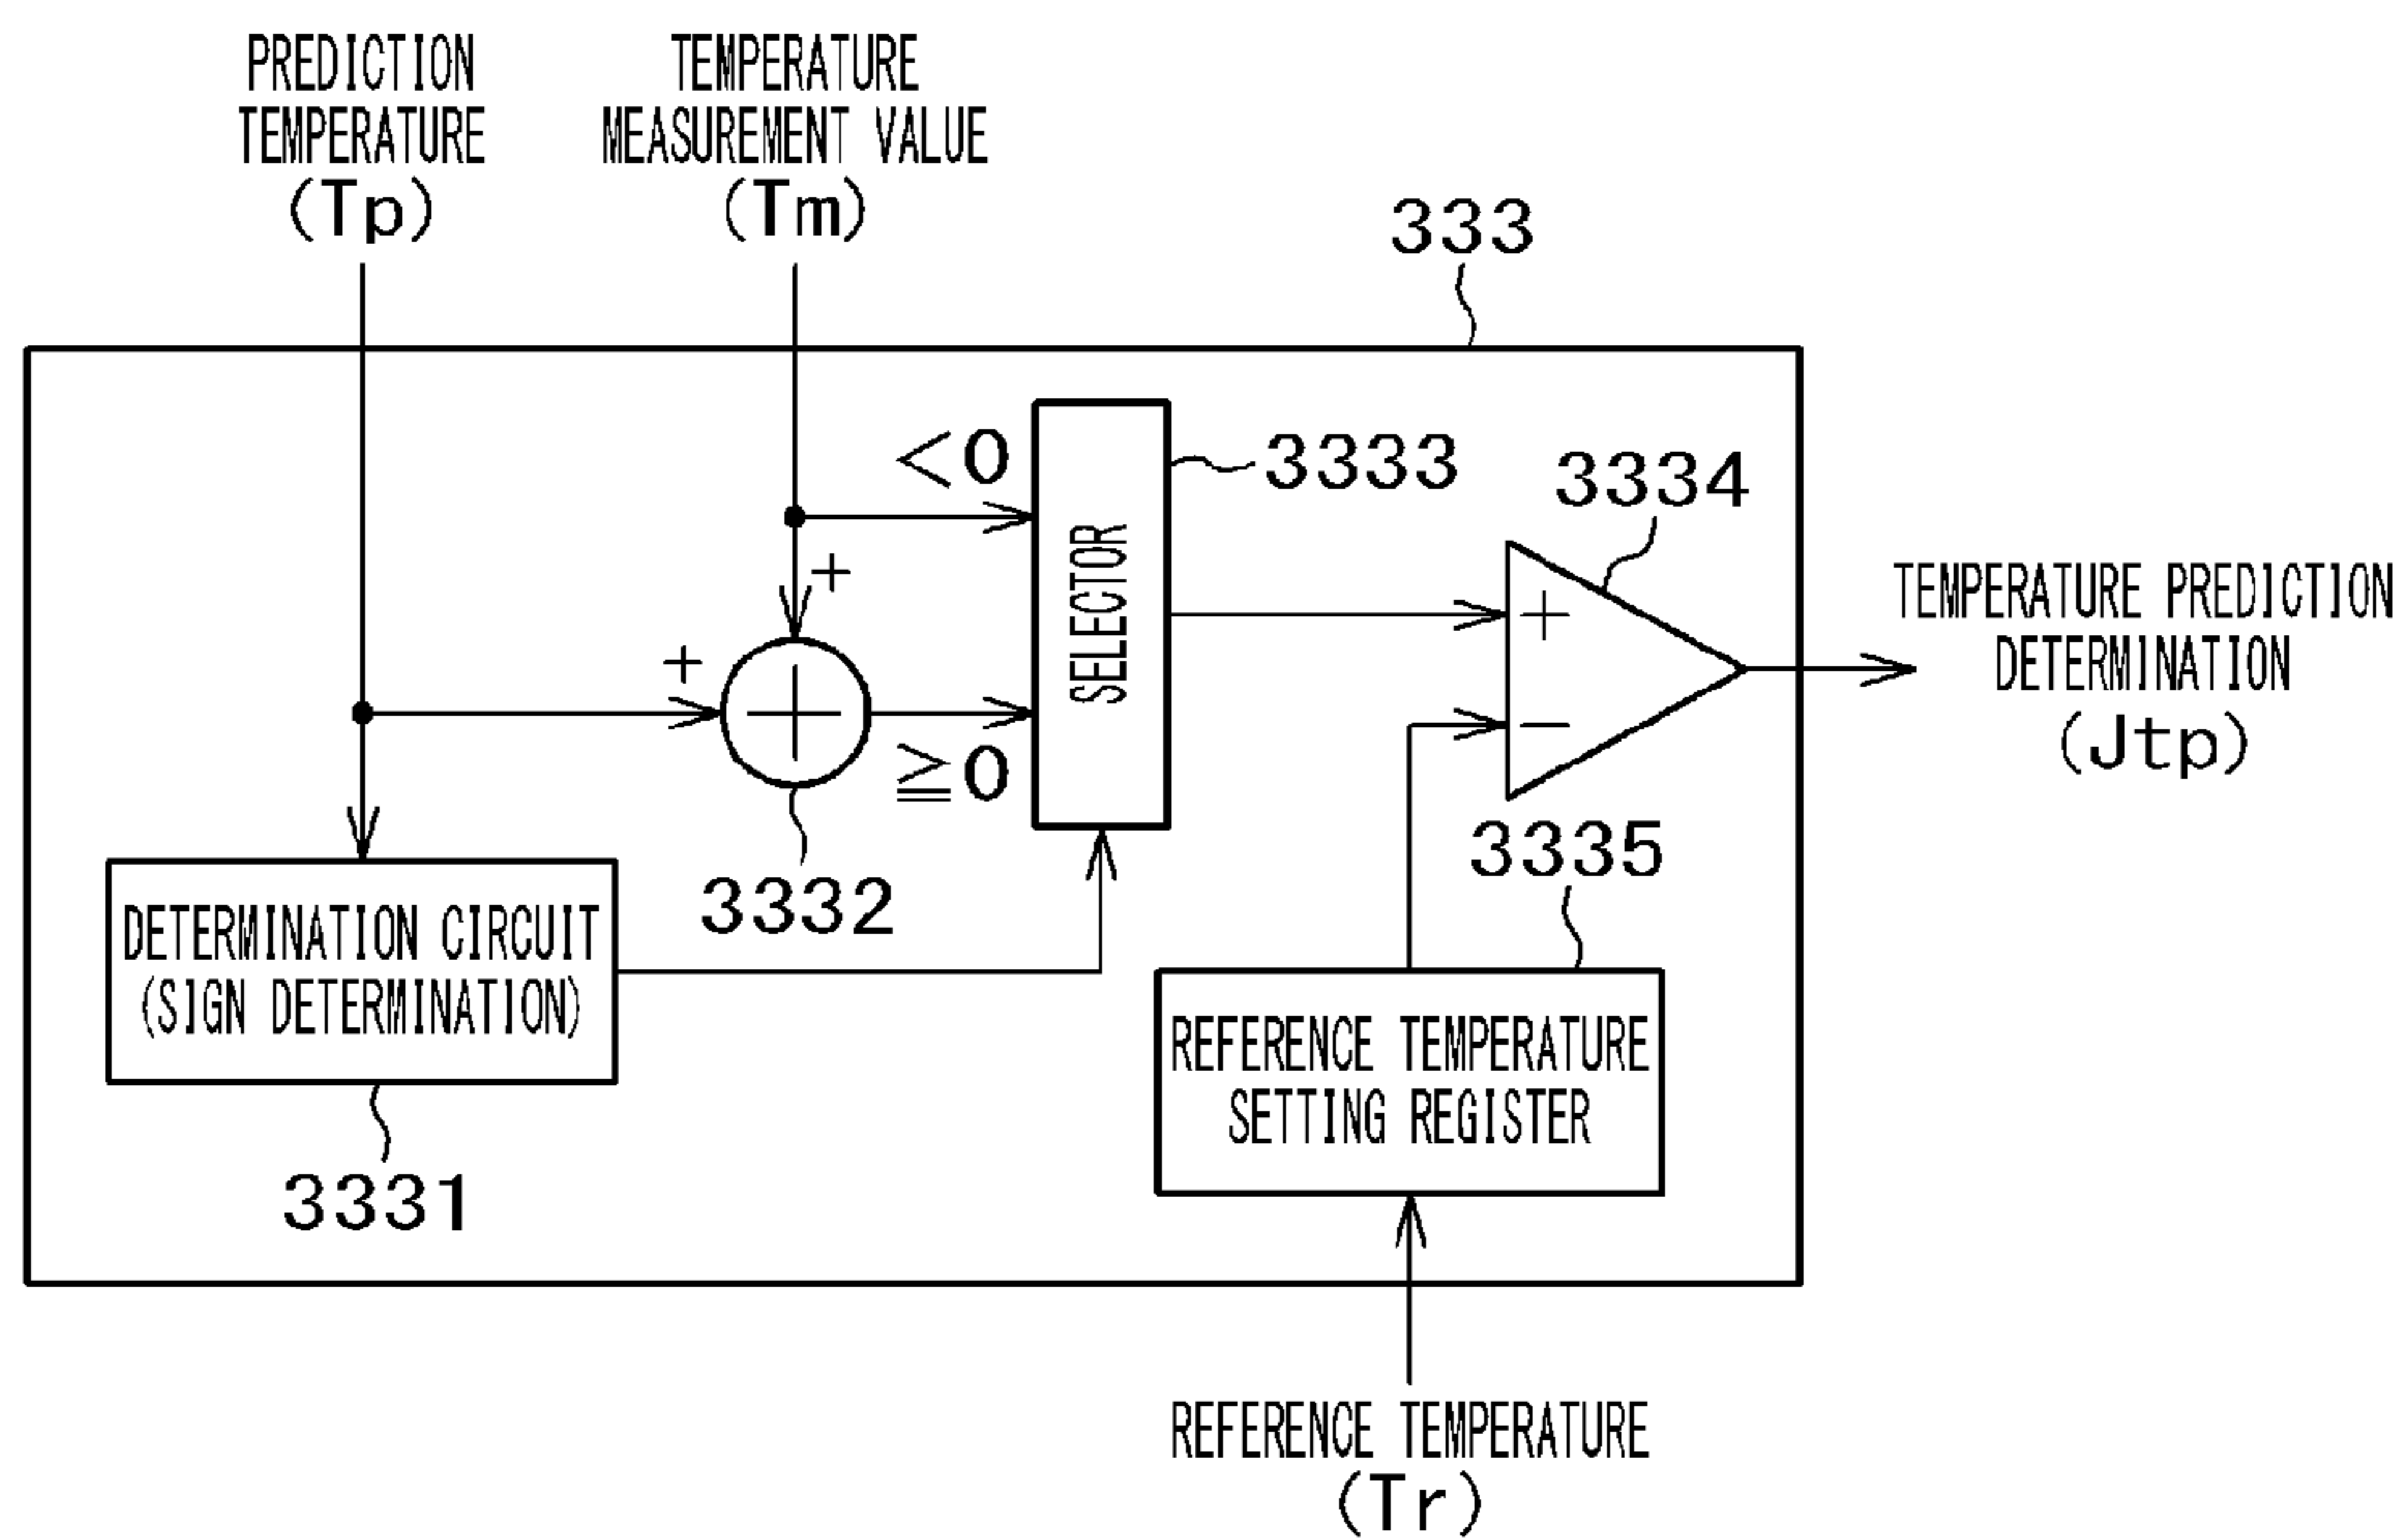 PREDICTION
TEMPERATURE
(Tp)
TEMPERATURE
MEASUREMENT VALUE
(Tm)
333
<0
3333
3334
+
+
SELECTOR
+
TEMPERATURE PREDICTION
DETERMINATION
(Jtp)
+
−
≧0
3332
3335
DETERMINATION CIRCUIT
(SIGN DETERMINATION)
3331
REFERENCE TEMPERATURE
SETTING REGISTER
REFERENCE TEMPERATURE
(Tr)